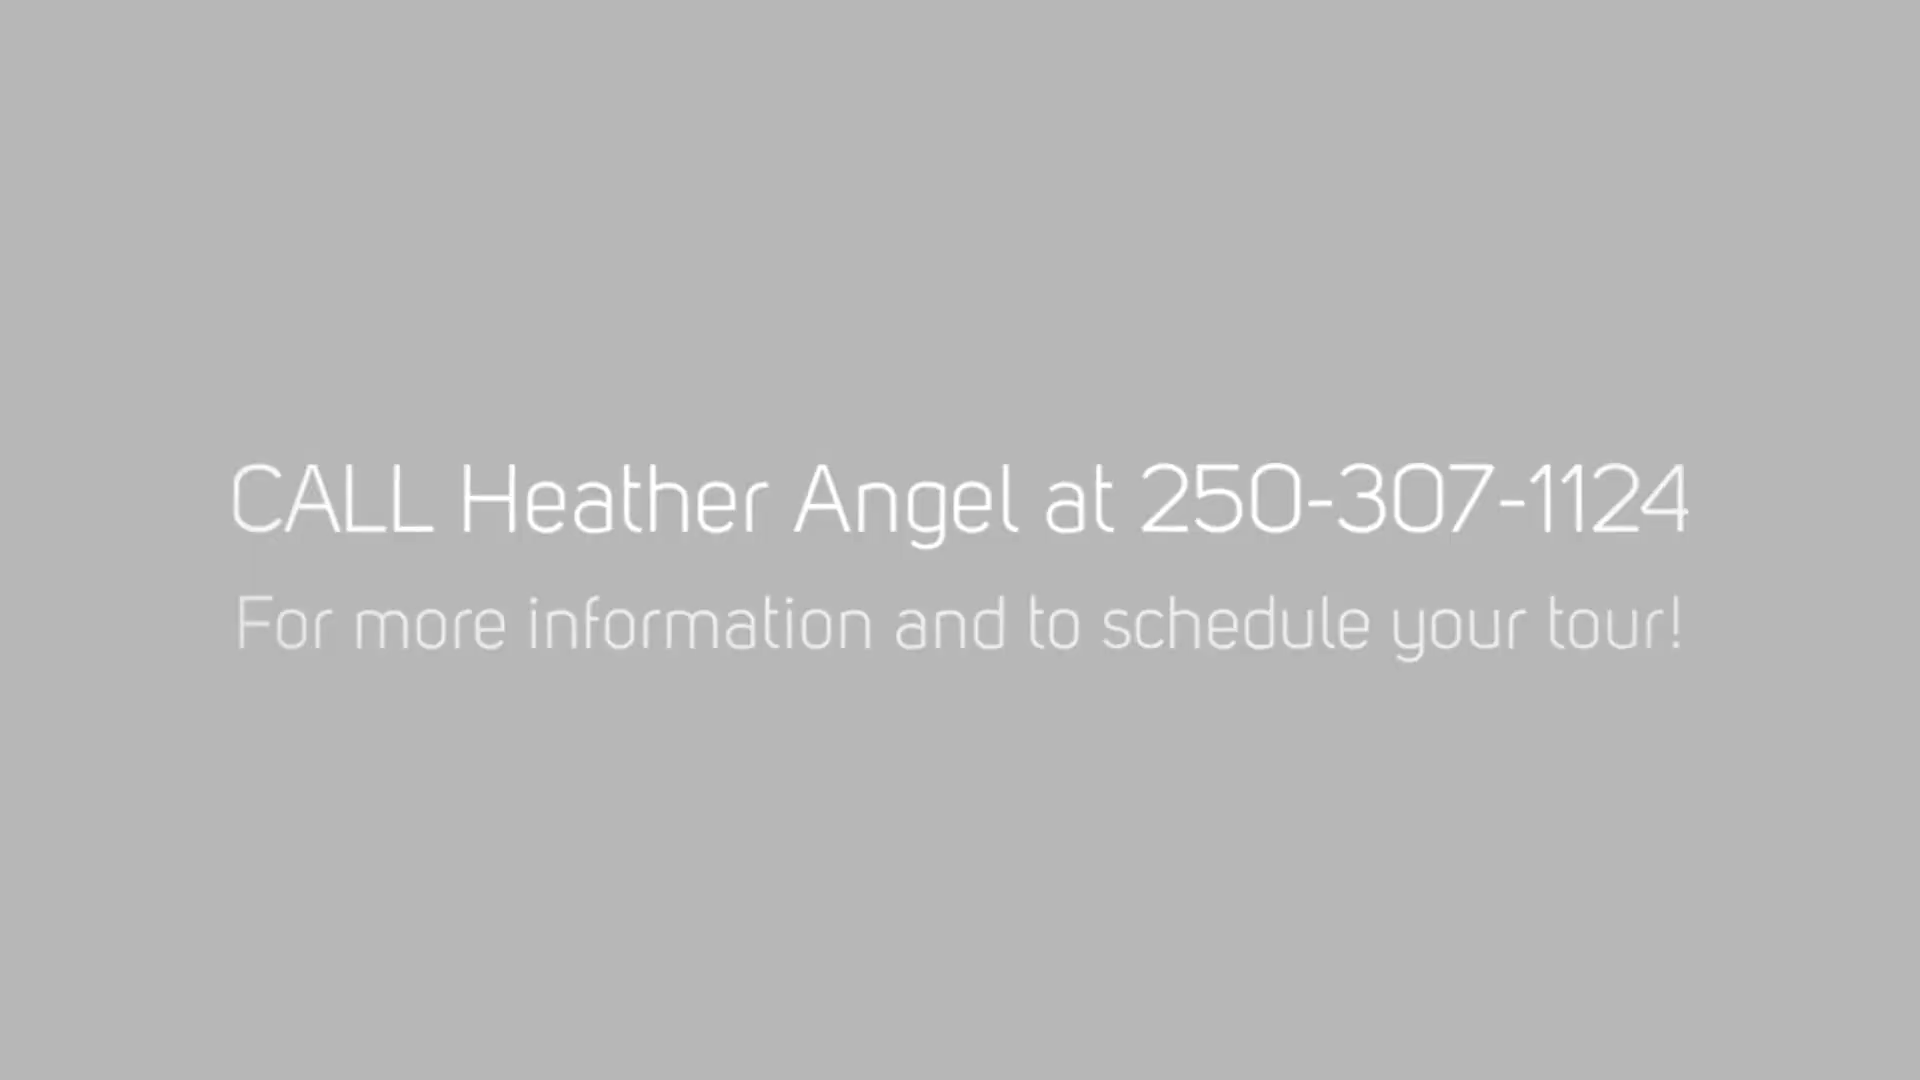 CALL Heather Angel at 250-307-1124
For more information and to schedule your tour!